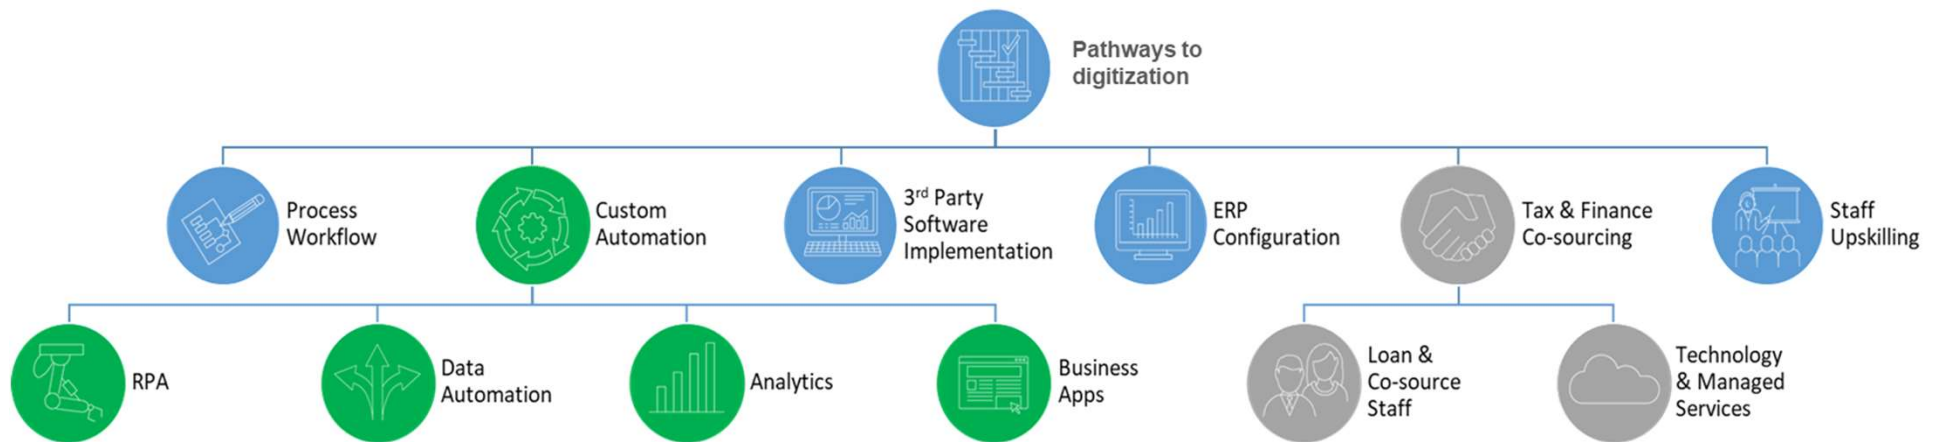 Pathways to
digitization
Process
Workflow
Custom
Automation
3rd Party
Software
Implementation
ERP
Configuration
Tax & Finance
Co-sourcing
Staff
Upskilling
RPA
Data
Automation
Analytics
Business
Apps
Loan &
Co-source
Staff
Technology
& Managed
Services